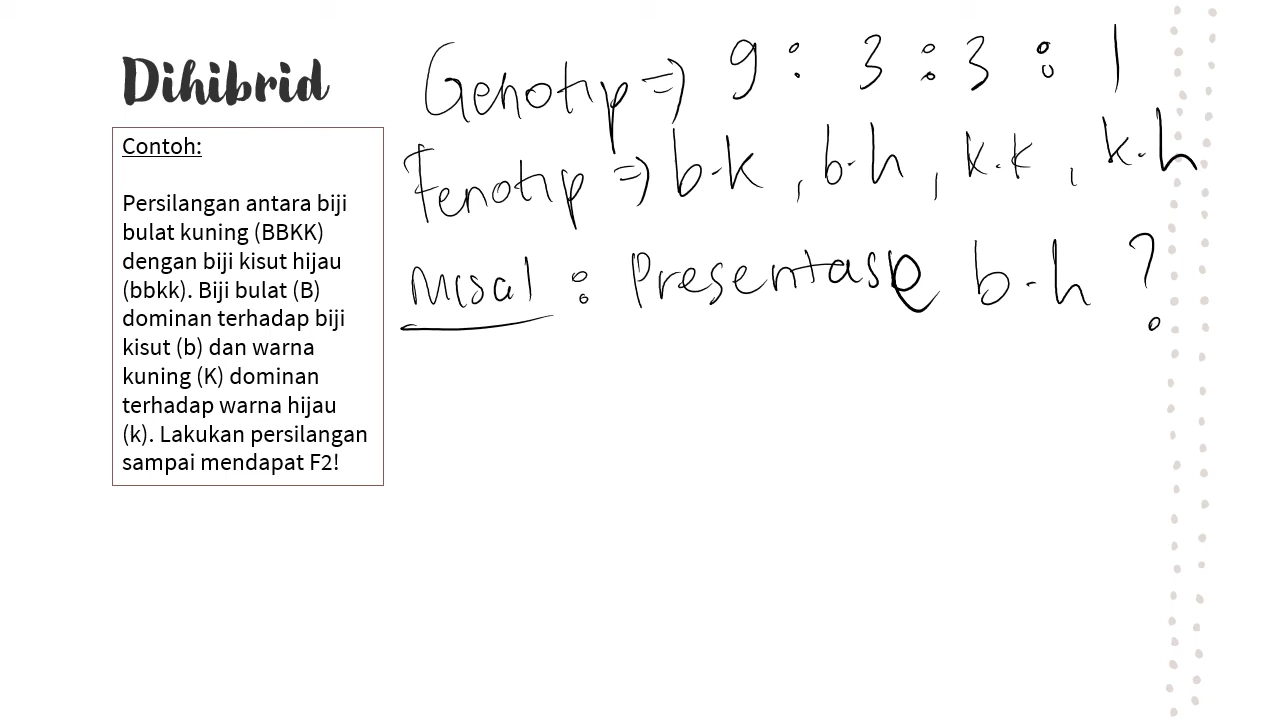 Dihibrid
Contoh:
Persilangan antara biji
bulat kuning (BBKK)
dengan biji kisut hijau
(bbkk). Biji bulat (B)
dominan terhadap biji
kisut (b) dan warna
kuning (K) dominan
terhadap warna hijau
(k). Lakukan persilangan
sampai mendapat F2!
Genotip => 9 : 3 : 3 : 1
Fenotip => b-k, b-h, k-k, k-h
Misal : Presentase b-h ?